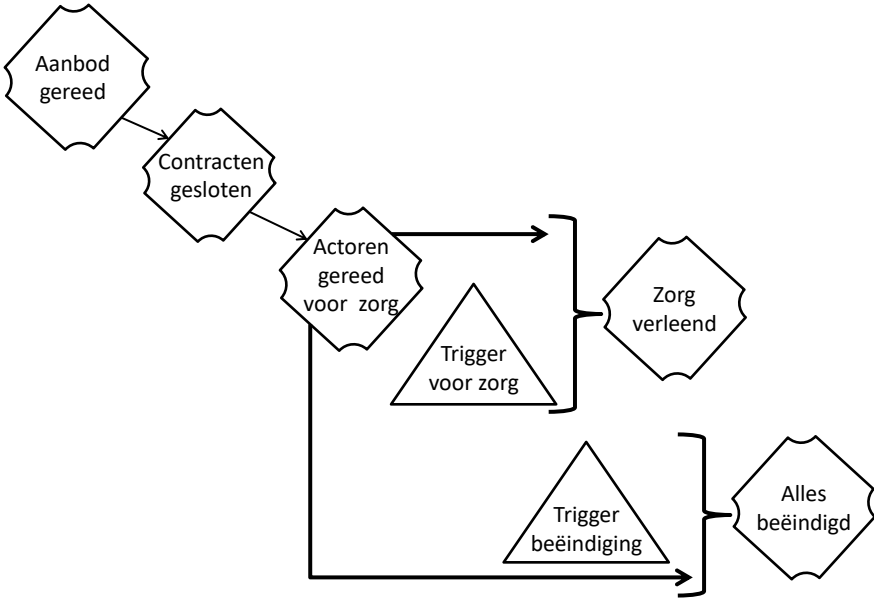 Aanbod
gereed
Contracten
gesloten
Actoren
gereed
voor zorg
Trigger
voor zorg
Zorg
verleend
Trigger
beëindiging
Alles
beëindigd